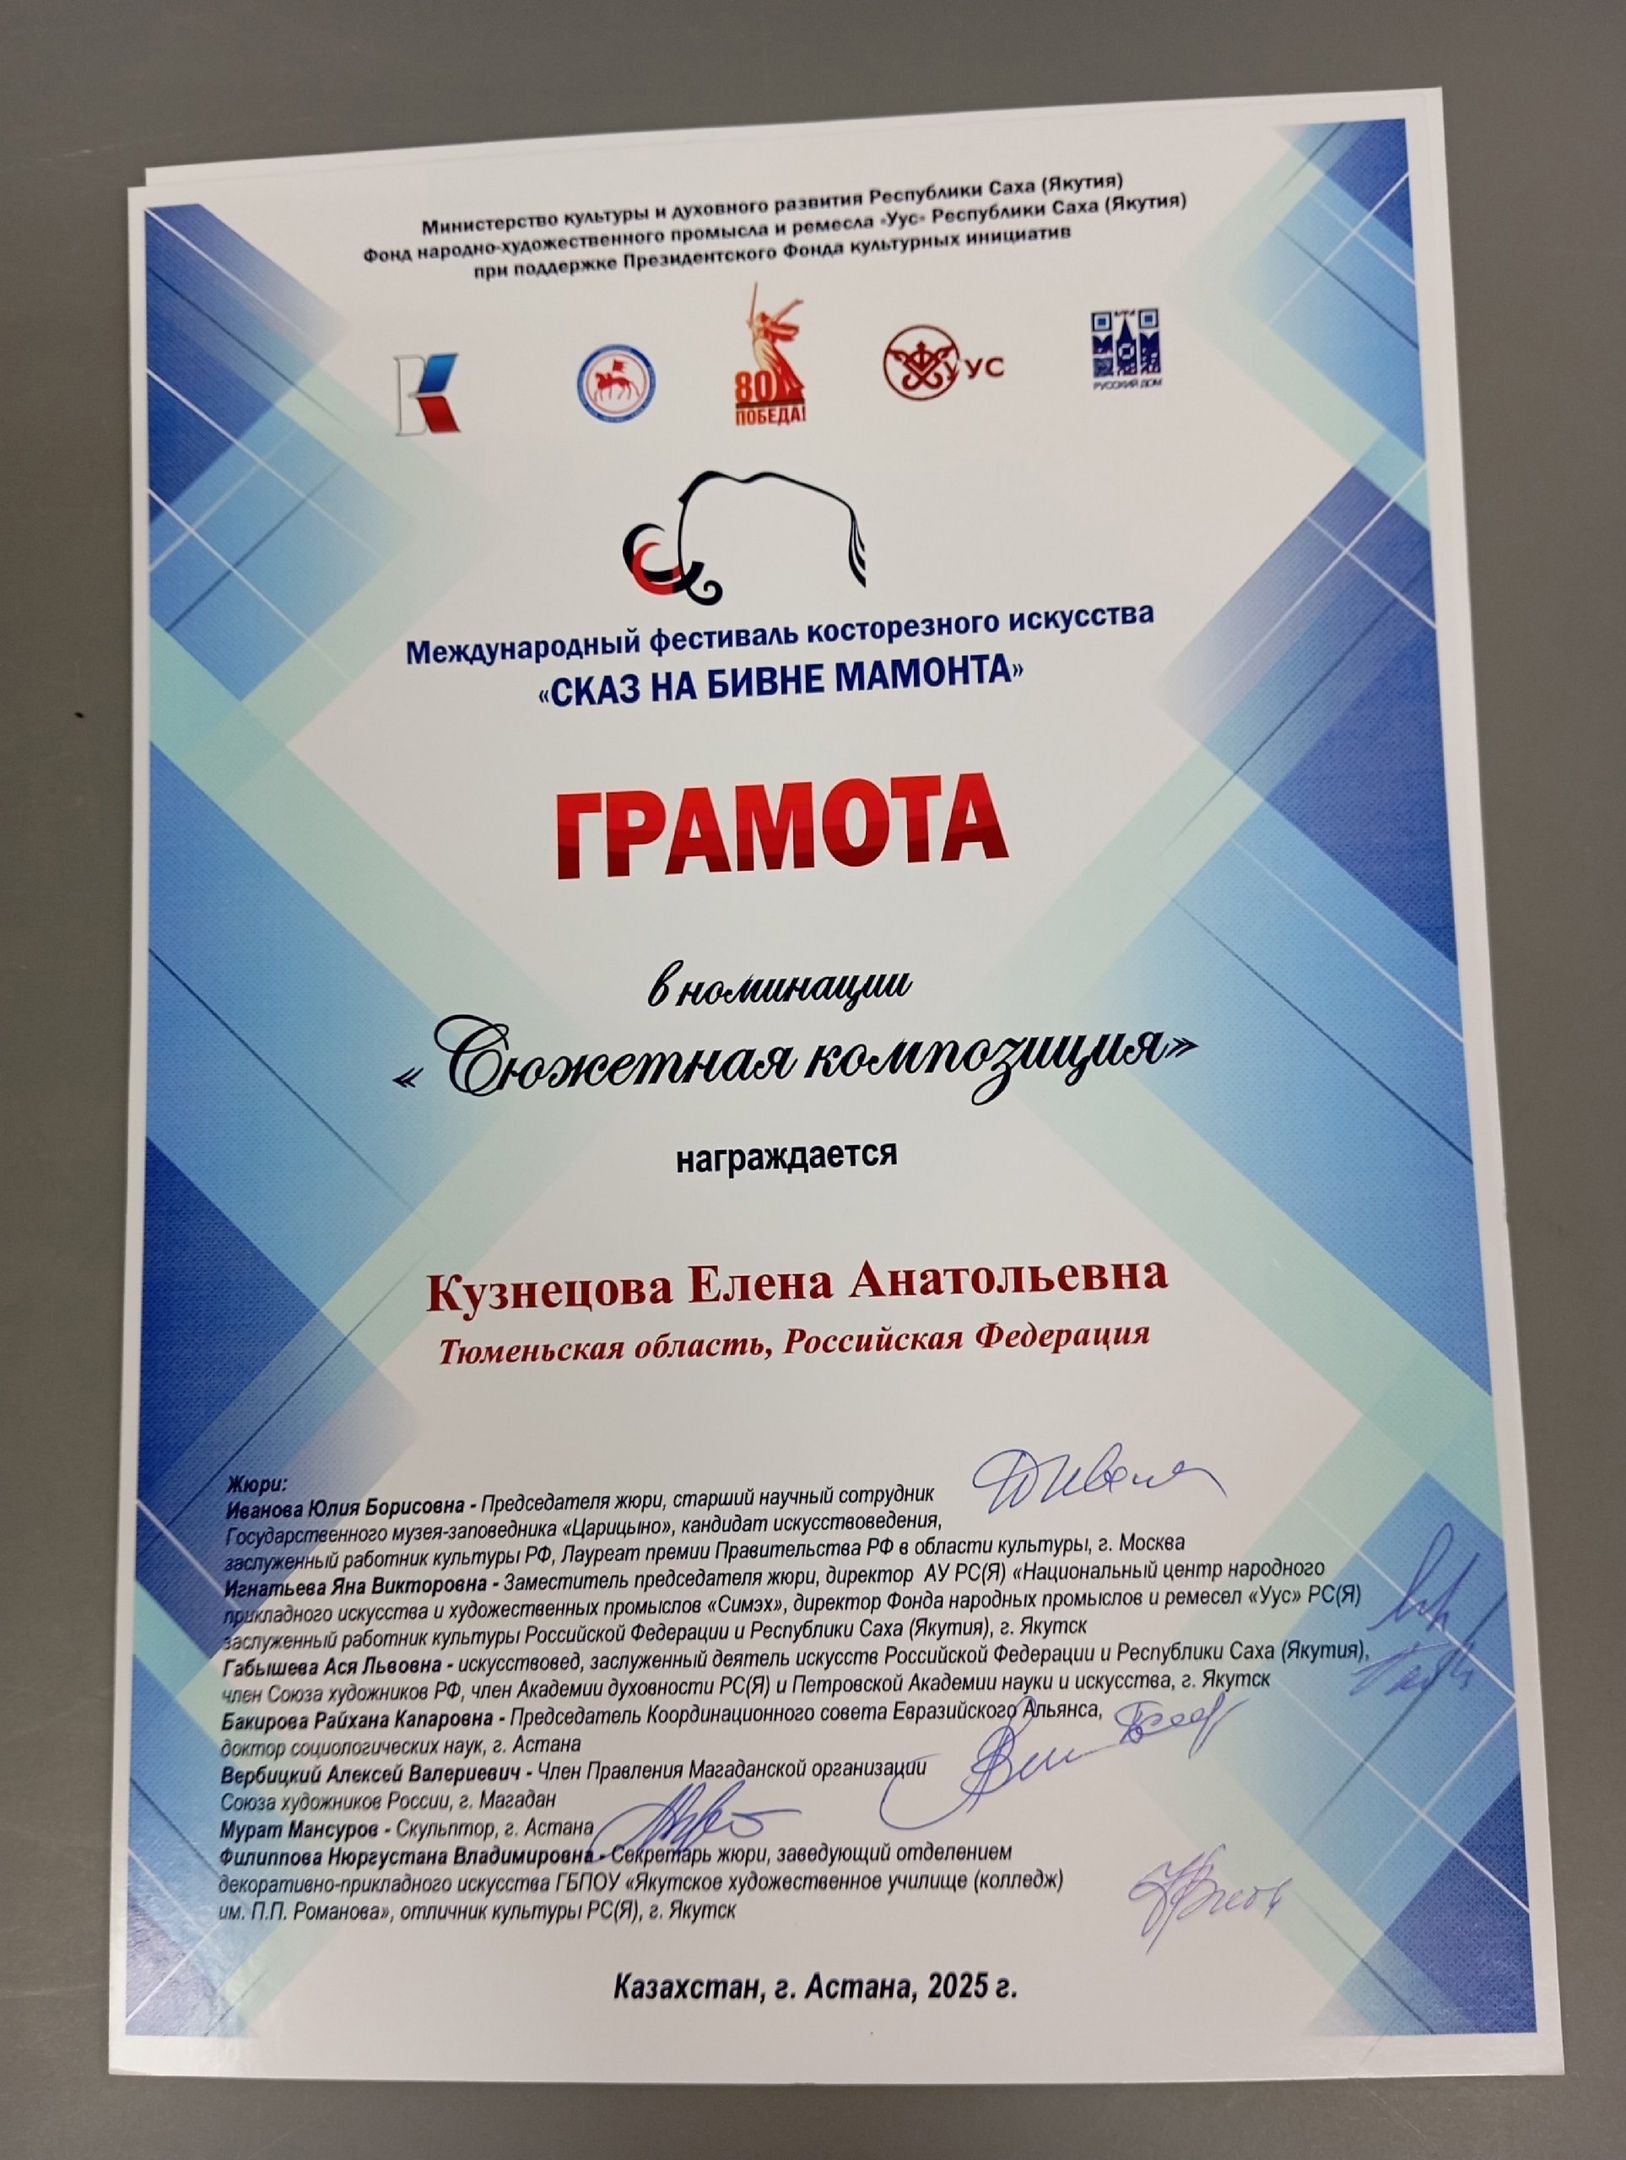 Министерство культуры и духовного развития Республики Саха (Якутия)
Фонд народно-художественного промысла и ремесла «Уус» Республики Саха (Якутия)
при поддержке Президентского Фонда культурных инициатив
80
ПОБЕДА!
УУС
РУССКИЙ ДОМ
Международный фестиваль косторезного искусства
«СКАЗ НА БИВНЕ МАМОНТА»
ГРАМОТА
в номинации
«Сюжетная композиция»
награждается
Кузнецова Елена Анатольевна
Тюменьская область, Российская Федерация
Жюри:
Иванова Юлия Борисовна - Председателя жюри, старший научный сотрудник
Государственного музея-заповедника «Царицыно», кандидат искусствоведения,
заслуженный работник культуры РФ, Лауреат премии Правительства РФ в области культуры, г. Москва
Игнатьева Яна Викторовна - Заместитель председателя жюри, директор АУ РС(Я) «Национальный центр народного
прикладного искусства и художественных промыслов «Симэх», директор Фонда народных промыслов и ремесел «Уус» РС(Я)
заслуженный работник культуры Российской Федерации и Республики Саха (Якутия), г. Якутск
Габышева Ася Львовна - искусствовед, заслуженный деятель искусств Российской Федерации и Республики Саха (Якутия),
член Союза художников РФ, член Академии духовности РС(Я) и Петровской Академии науки и искусства, г. Якутск
Бакирова Райхана Капаровна - Председатель Координационного совета Евразийского Альянса,
доктор социологических наук, г. Астана
Вербицкий Алексей Валериевич - Член Правления Магаданской организации
Союза художников России, г. Магадан
Мурат Мансуров - Скульптор, г. Астана
Филиппова Нюргустана Владимировна - Секретарь жюри, заведующий отделением
декоративно-прикладного искусства ГБПОУ «Якутское художественное училище (колледж)
им. П.П. Романова», отличник культуры РС(Я), г. Якутск
Казахстан, г. Астана, 2025 г.